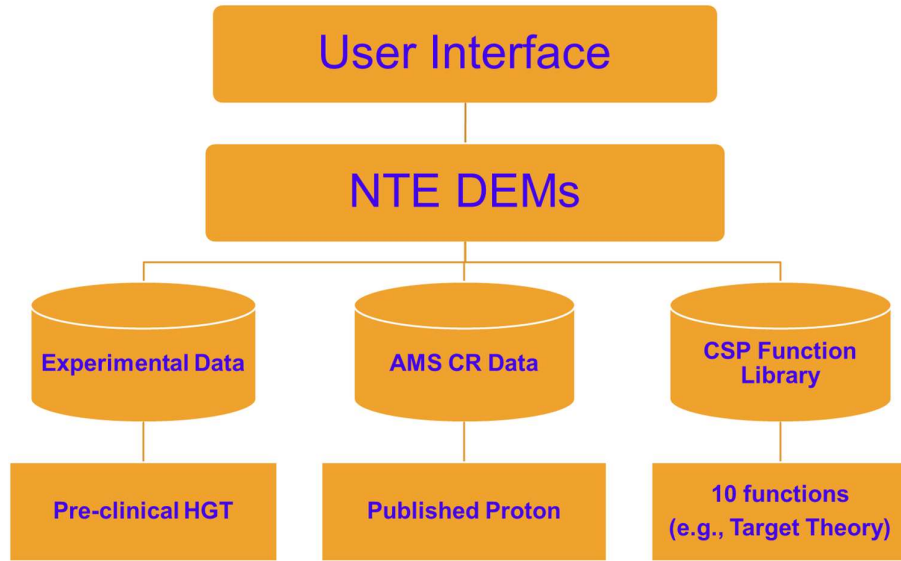 User Interface
NTE DEMs
Experimental Data
AMS CR Data
CSP Function
Library
Pre-clinical HGT
Published Proton
10 functions
(e.g., Target Theory)